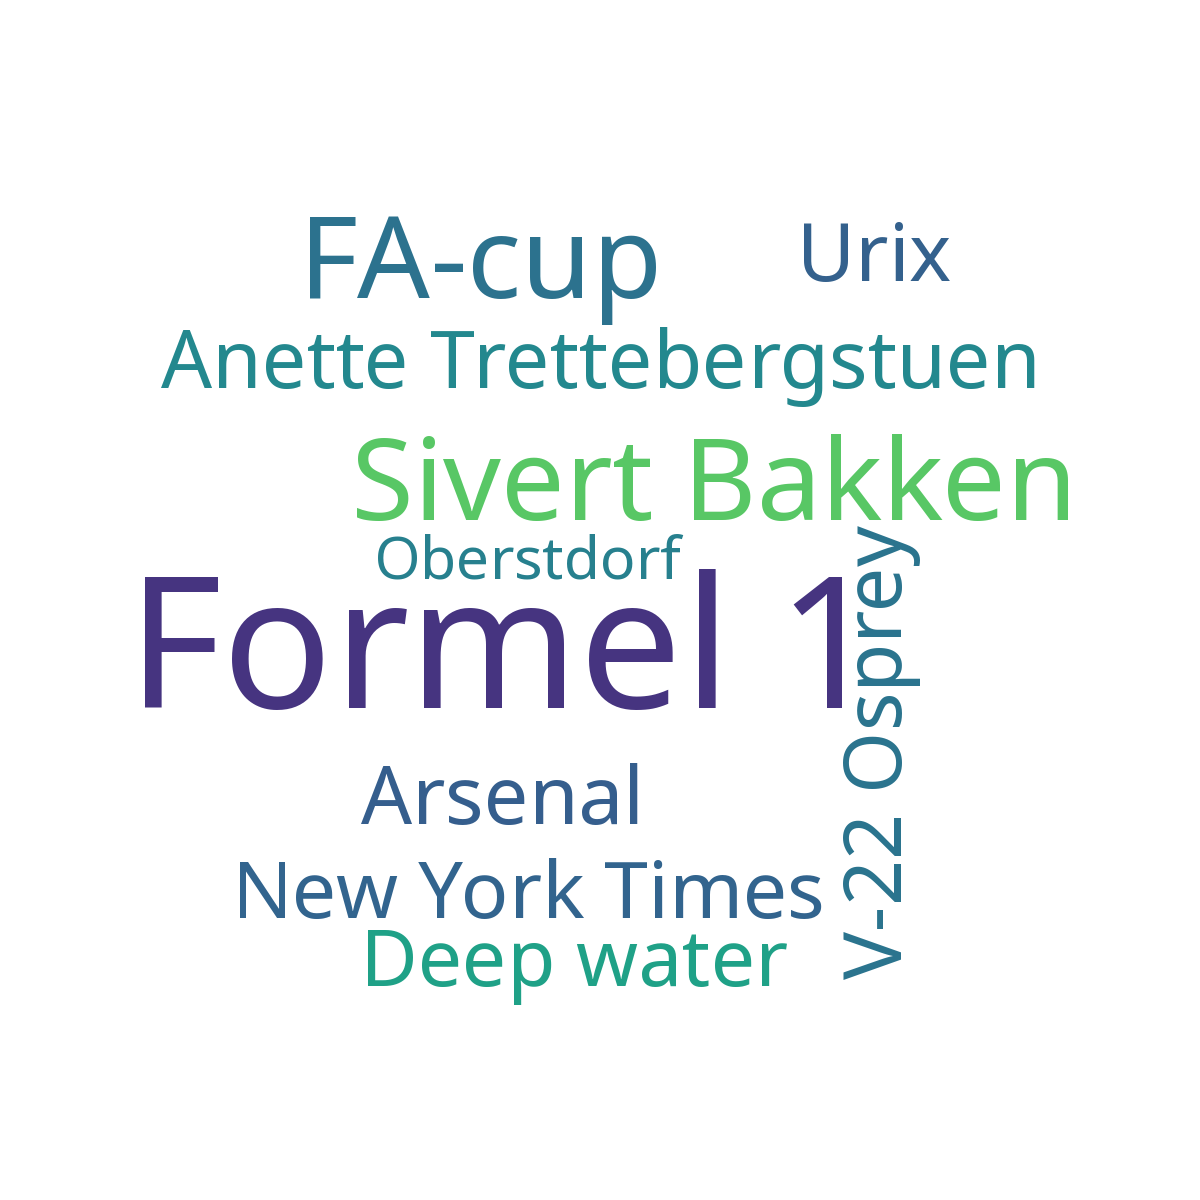 FA-cup
Urix
Anette Trettebergstuen
Sivert Bakken
Oberstdorf
Formel 1
V-22 Osprey
Arsenal
New York Times
Deep water